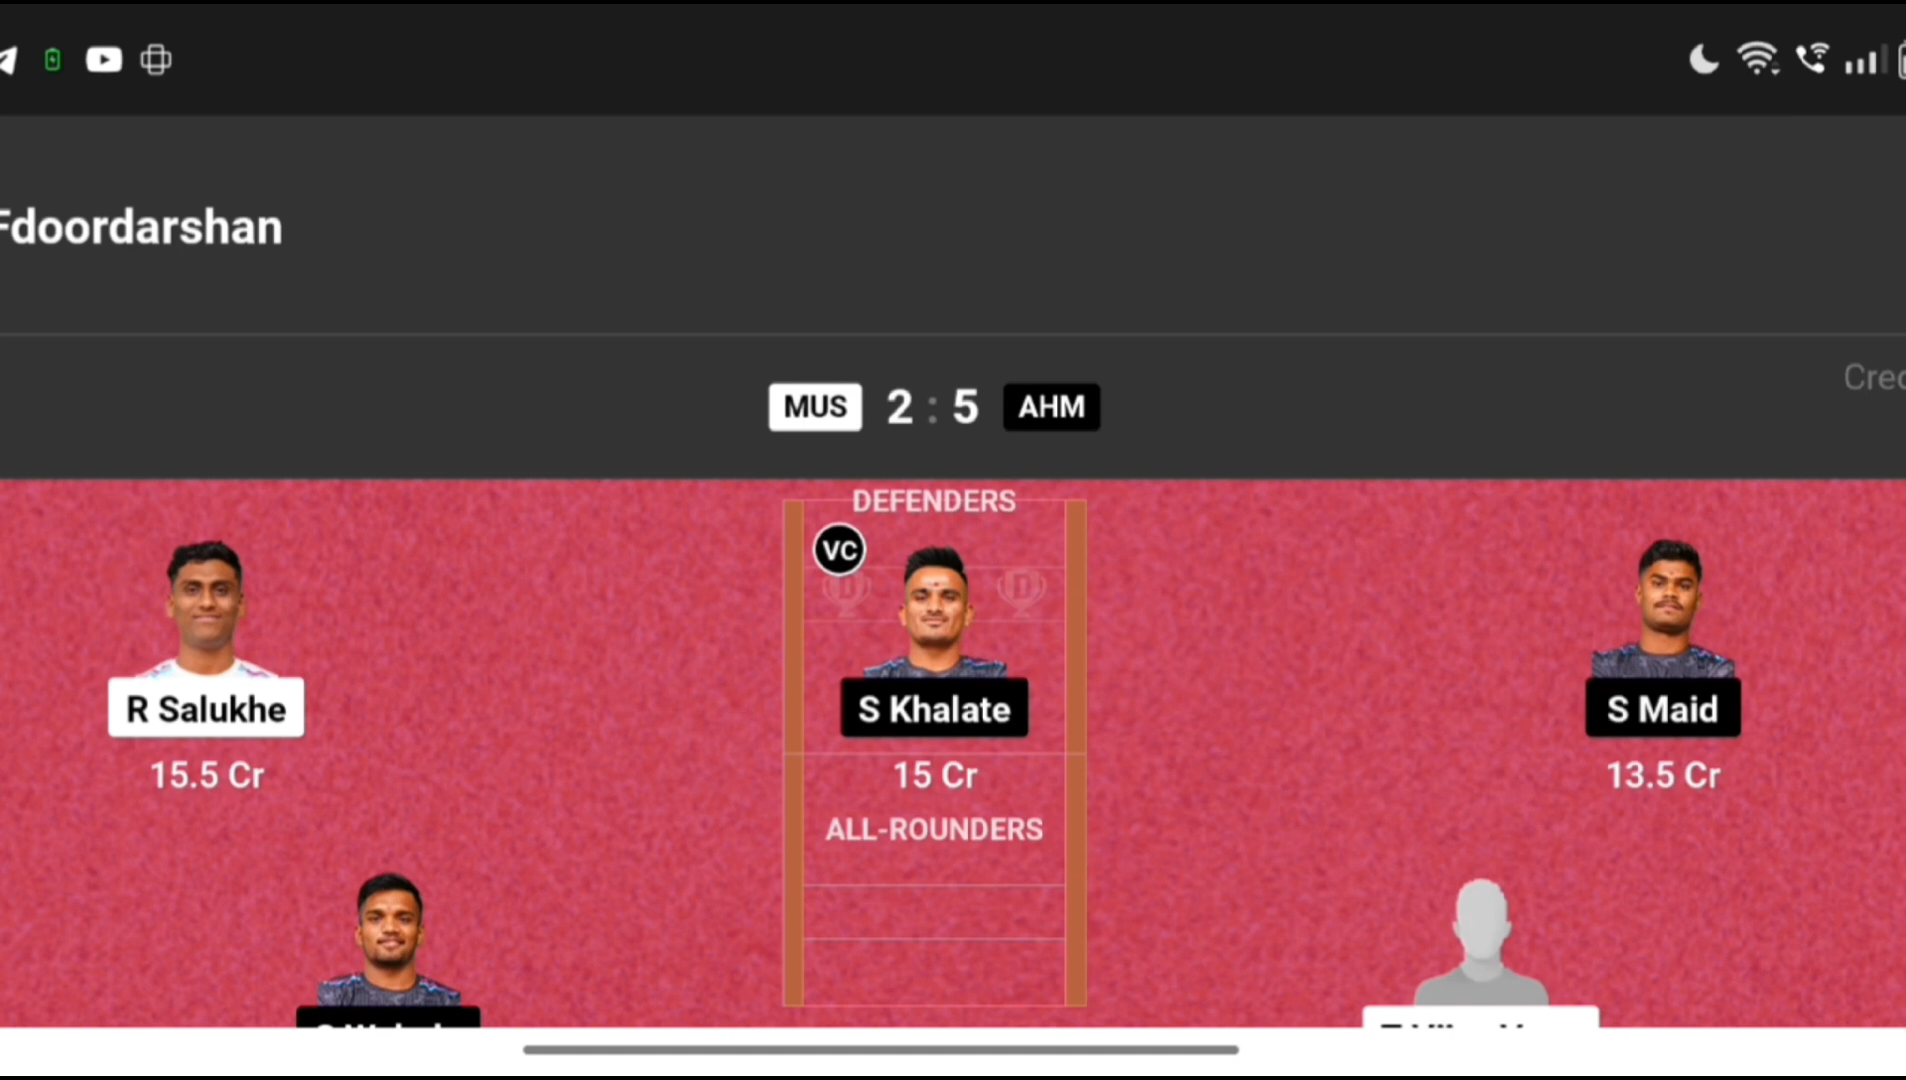 Fdoordarshan
Cred
MUS 2 : 5 AHM
DEFENDERS
VC
R Salukhe
S Khalate
S Maid
15.5 Cr
15 Cr
13.5 Cr
ALL-ROUNDERS